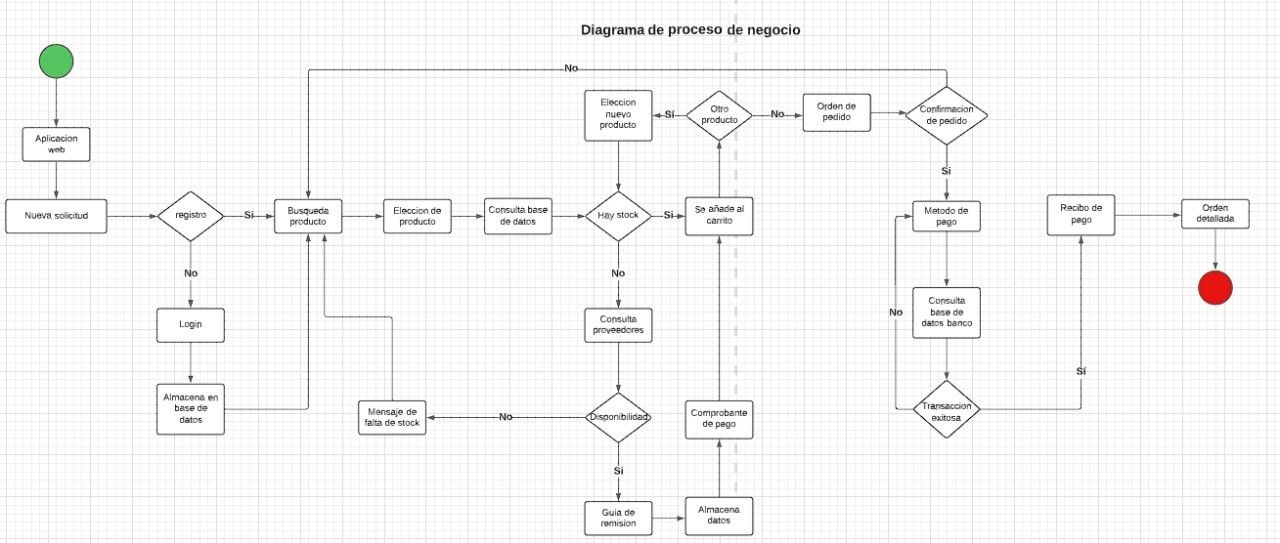 Diagrama de proceso de negocio
No
Eleccion
nuevo
producto
Sí
Otro
producto
No
Orden de
pedido
Confirmacion
de pedido
Aplicacion
web
Si
Nueva solicitud
registro
Si
Busqueda
producto
Eleccion de
producto
Consulta base
de datos
Hay stock
Si
Se añade al
carrito
Metodo de
pago
Recibo de
pago
Orden
detallada
No
No
Login
Consulta
proveedores
Consulta
base de
datos banco
No
Sí
Almacena en
base de
datos
Mensaje de
falta de stock
No
Disponibilidad
Comprobante
de pago
Transaccion
exitosa
Si
Guia de
remision
Almacena
datos